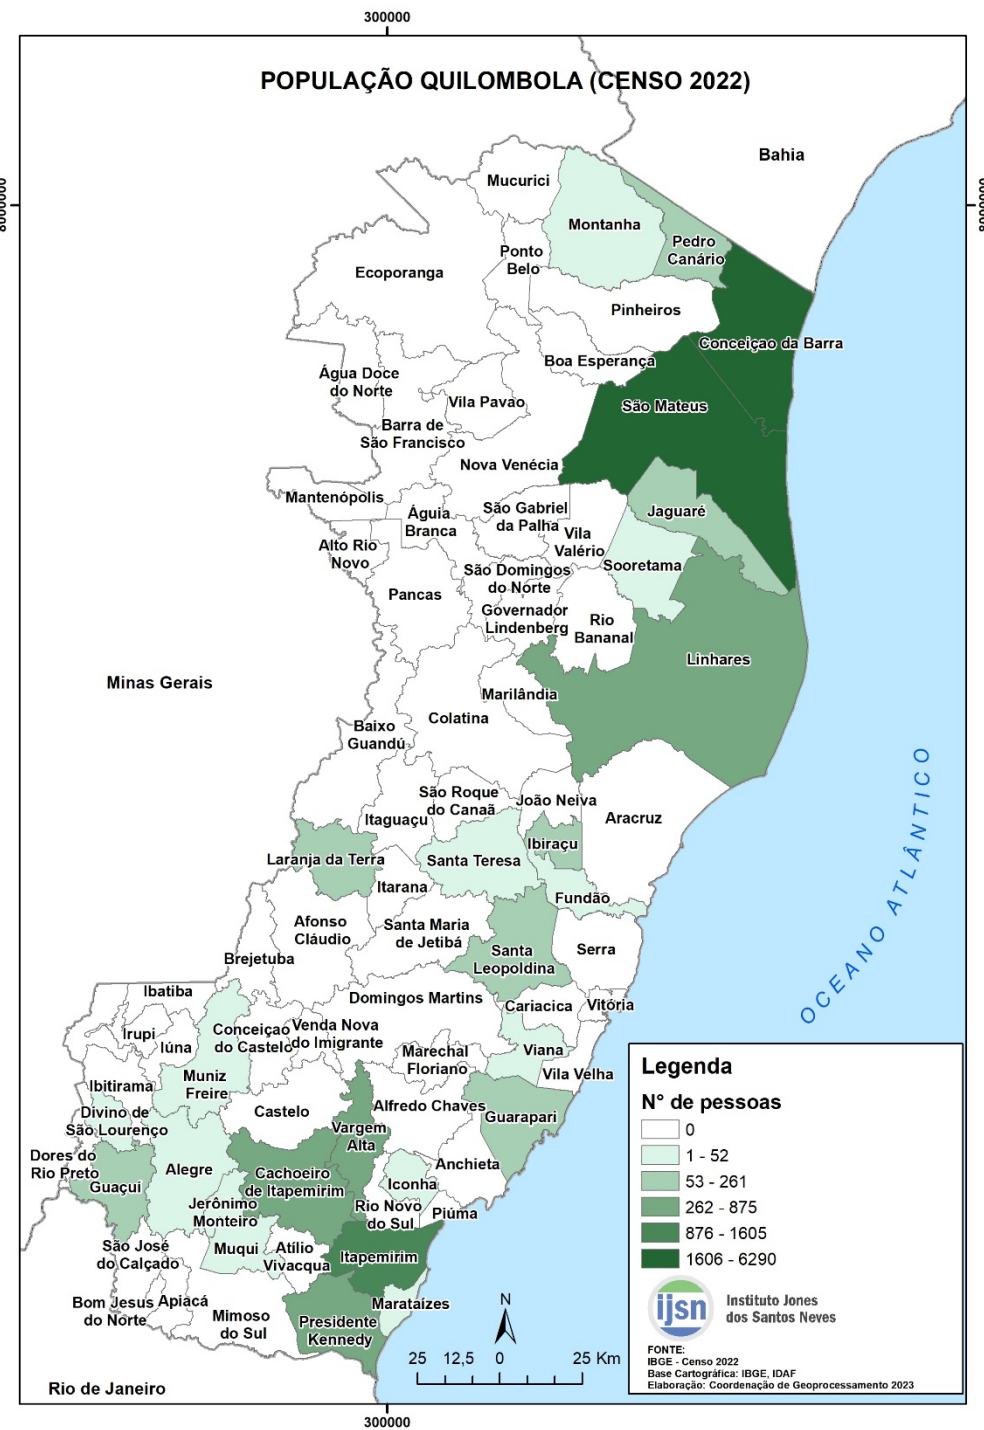 300000
POPULAÇÃO QUILOMBOLA (CENSO 2022)
Bahia
8000000
8000000
Mucurici
Montanha
Pedro
Canário
Ponto
Belo
Ecoporanga
Pinheiros
Conceiçao da Barra
Boa Esperança
Água Doce
do Norte
Vila Pavao
São Mateus
Barra de
São Francisco
Nova Venécia
Mantenópolis
São Gabriel
da Palha
Águia
Branca
Jaguaré
Vila
Valério
Alto Rio
Novo
Sooretama
São Domingos
do Norte
Pancas
Governador
Lindenberg
Rio
Bananal
Linhares
Minas Gerais
Marilândia
Colatina
Baixo
Guandú
São Roque
do Canaã
João Neiva
Itaguaçu
Aracruz
Ibiraçu
Laranja da Terra
Santa Teresa
Itarana
Fundão
OCEANO ATLÂNTICO
Afonso
Cláudio
Santa Maria
de Jetibá
Santa
Leopoldina
Serra
Brejetuba
Ibatiba
Domingos Martins
Cariacica
Vitória
Irupi
Iúna
Conceiçao
do Castelo
Venda Nova
do Imigrante
Marechal
Floriano
Viana
Vila Velha
Ibitirama
Muniz
Freire
Castelo
Alfredo Chaves
Guarapari
Divino de
São Lourenço
Vargem
Alta
Dores do
Rio Preto
Guaçuí
Alegre
Cachoeiro
de Itapemirim
Anchieta
Iconha
Jerônimo
Monteiro
Rio Novo
do Sul
Piúma
São José
do Calçado
Muqui
Atílio
Vivacqua
Itapemirim
Bom Jesus
do Norte
Apiacá
Mimoso
do Sul
Presidente
Kennedy
Marataízes
Rio de Janeiro
N
25 12,5 0 25 Km
Legenda
N° de pessoas
0
1 - 52
53 - 261
262 - 875
876 - 1605
1606 - 6290
ijsn
Instituto Jones
dos Santos Neves
FONTE:
IBGE - Censo 2022
Base Cartográfica: IBGE, IDAF
Elaboração: Coordenação de Geoprocessamento 2023
300000